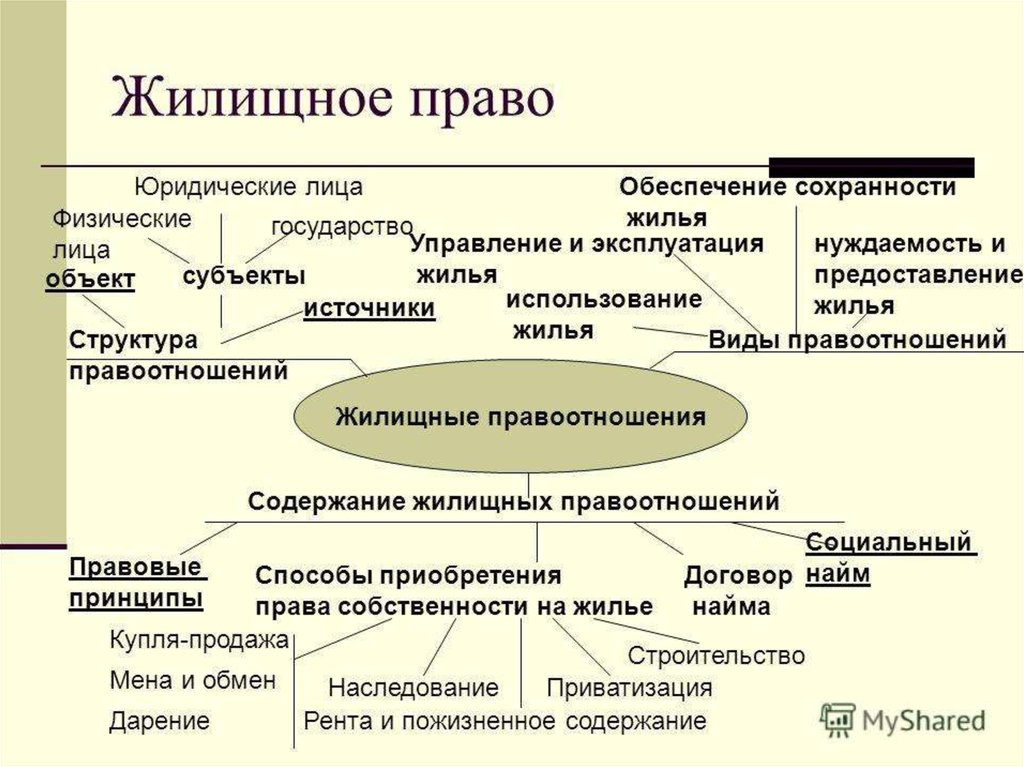 Жилищное право
Юридические лица
Физические
лица
государство
объект
субъекты
источники
Структура
правоотношений
Обеспечение сохранности
жилья
Управление и эксплуатация
жилья
нуждаемость и
предоставление
жилья
использование
жилья
Виды правоотношений
Жилищные правоотношения
Содержание жилищных правоотношений
Правовые
принципы
Способы приобретения
права собственности на жилье
Договор
найма
Социальный
найм
Купля-продажа
Мена и обмен
Дарение
Наследование
Рента и пожизненное содержание
Приватизация
Строительство
MyShared